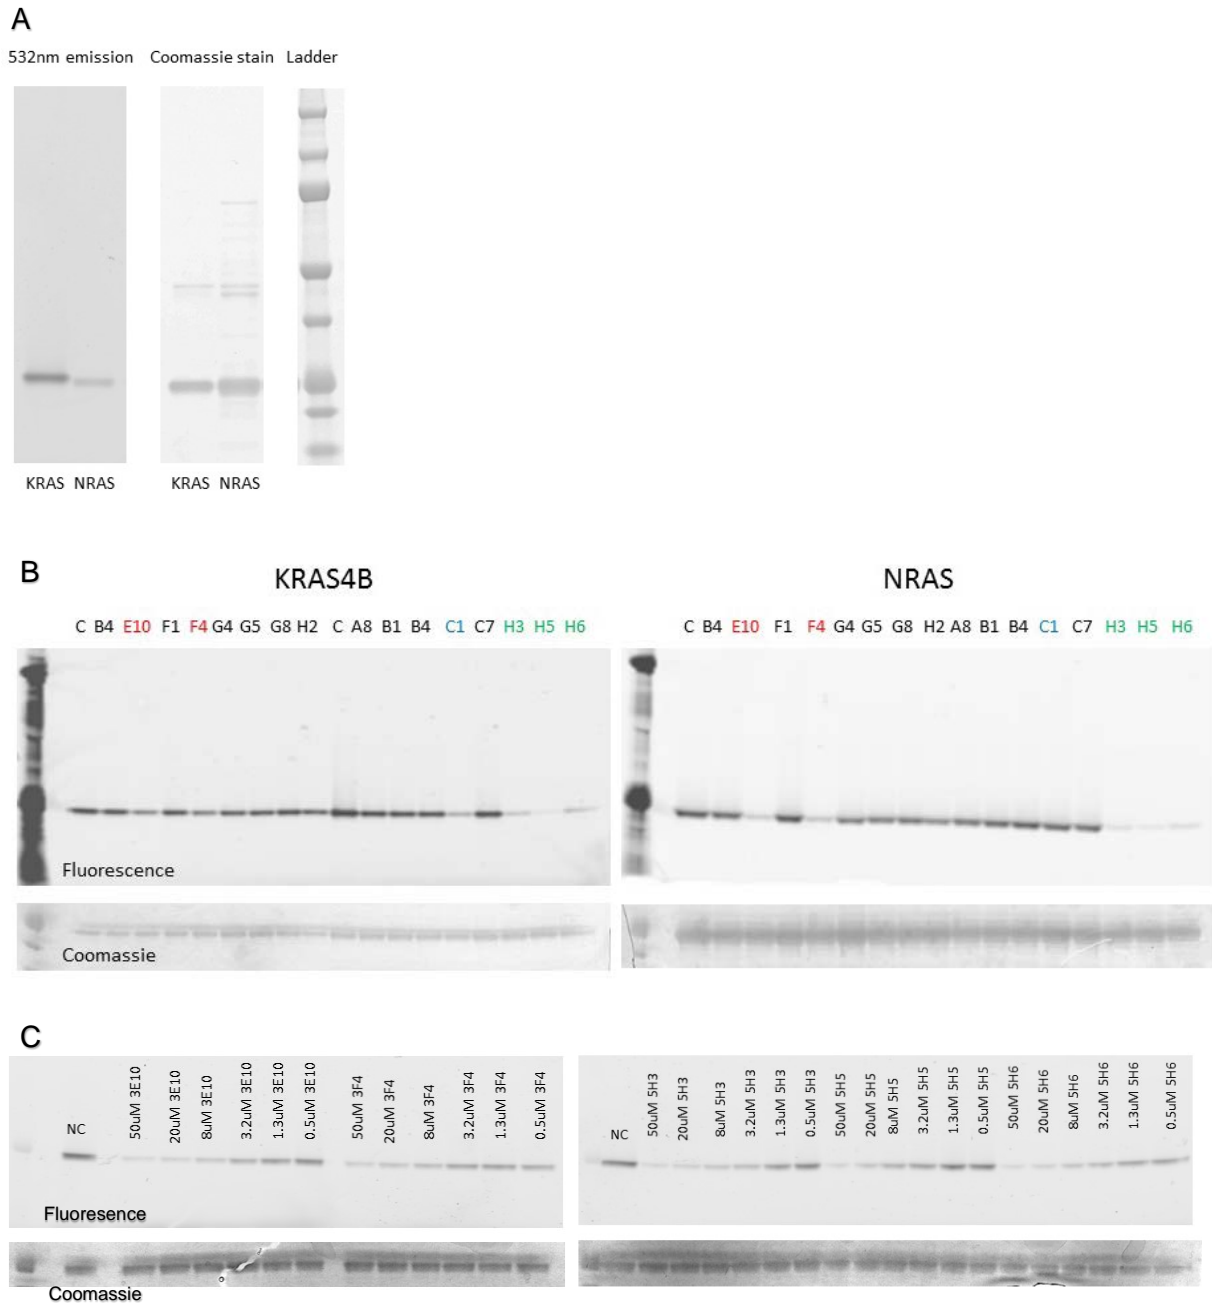 A
532nm emission Coomassie stain Ladder
KRAS NRAS KRAS NRAS
B
KRAS4B NRAS
C B4 E10 F1 F4 G4 G5 G8 H2 C A8 B1 B4 C1 C7 H3 H5 H6 C B4 E10 F1 F4 G4 G5 G8 H2 A8 B1 B4 C1 C7 H3 H5 H6
Fluorescence
Coomassie
C
NC
50uM 3E10
20uM 3E10
8uM 3E10
3.2uM 3E10
1.3uM 3E10
0.5uM 3E10
50uM 3F4
20uM 3F4
8uM 3F4
3.2uM 3F4
1.3uM 3F4
0.5uM 3F4
NC
50uM 5H3
20uM 5H3
8uM 5H3
3.2uM 5H3
1.3uM 5H3
0.5uM 5H3
50uM 5H5
20uM 5H5
8uM 5H5
3.2uM 5H5
1.3uM 5H5
0.5uM 5H5
50uM 5H6
20uM 5H6
8uM 5H6
3.2uM 5H6
1.3uM 5H6
0.5uM 5H6
Fluoresence
Coomassie